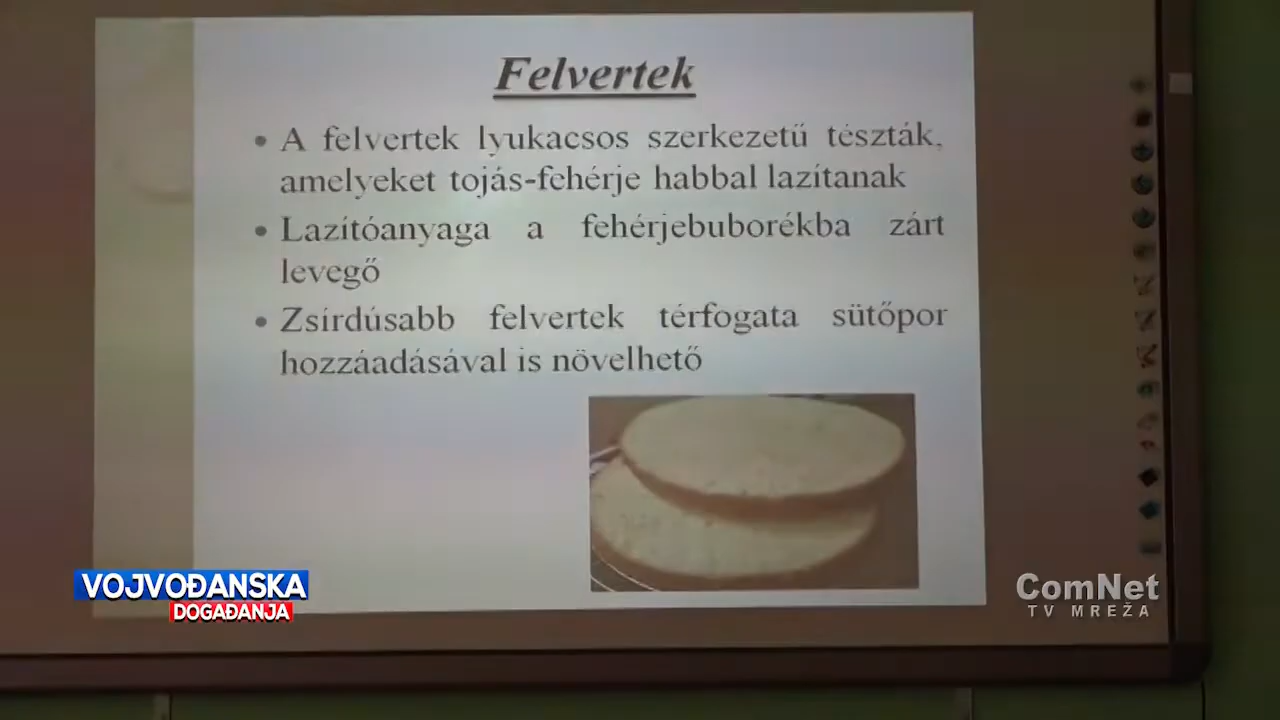 Felvertek
• A felvertek lyukacsos szerkezetű tészták,
amelyeket tojás-fehérje habbal lazítanak
• Lazítóanyaga a fehérjebuborékba zárt
levegő
• Zsírdúsabb felvertek térfogata sütőpor
hozzáadásával is növelhető
VOJVOĐANSKA
DOGAĐANJA
ComNet
TV MREŽA